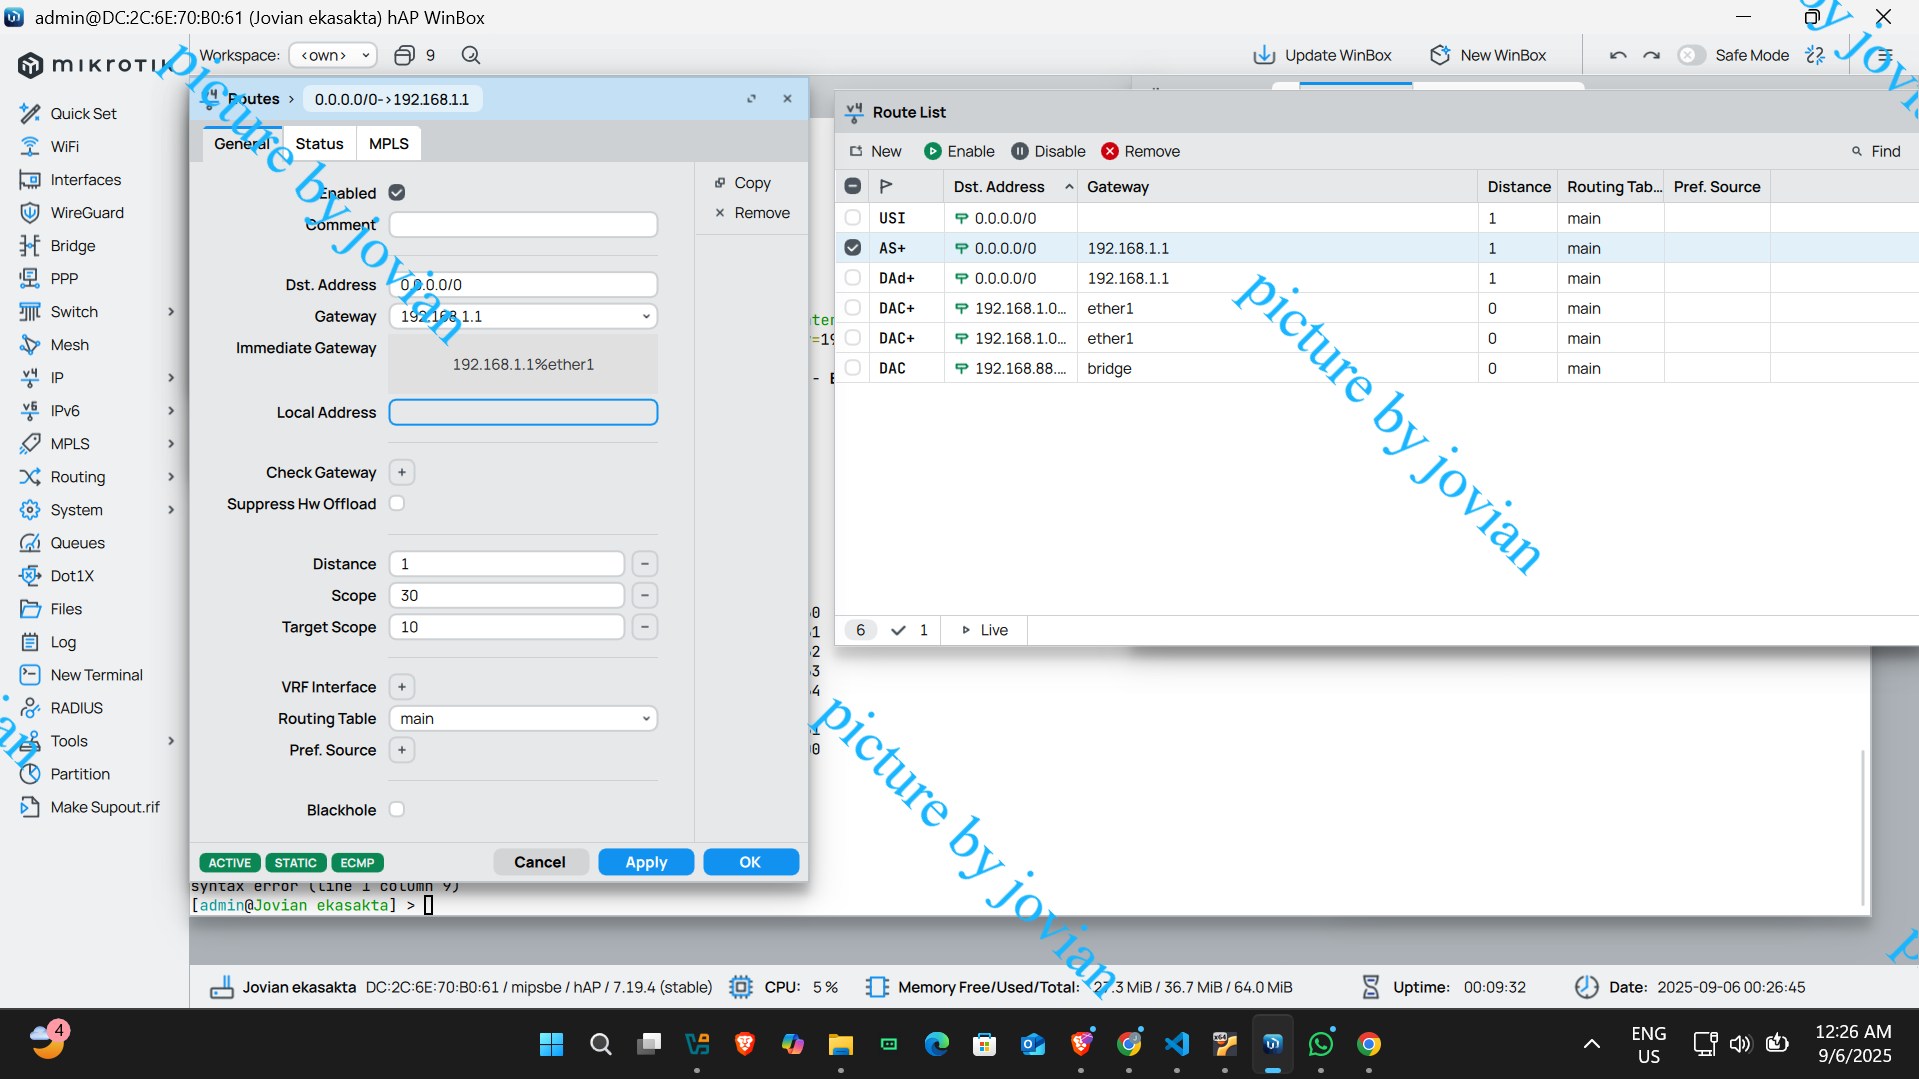 admin@DC:2C:6E:70:B0:61 (Jovian ekasakta) hAP WinBox
Workspace: <own> 9
Update WinBox New WinBox Safe Mode
Quick Set
WiFi
Interfaces
WireGuard
Bridge
PPP
Switch
Mesh
IP
IPv6
MPLS
Routing
System
Queues
Dot1X
Files
Log
New Terminal
RADIUS
Tools
Partition
Make Supout.rif
Routes > 0.0.0.0/0->192.168.1.1
General Status MPLS
Enabled
Comment
Dst. Address 0.0.0.0/0
Gateway 192.168.1.1
Immediate Gateway 192.168.1.1%ether1
Local Address
Check Gateway +
Suppress Hw Offload
Distance 1 -
Scope 30 -
Target Scope 10 -
VRF Interface +
Routing Table main
Pref. Source +
Blackhole
Copy
Remove
ACTIVE STATIC ECMP Cancel Apply OK
Route List
New Enable Disable Remove Find
Dst. Address Gateway Distance Routing Tab... Pref. Source
USI 0.0.0.0/0 1 main
AS+ 0.0.0.0/0 192.168.1.1 1 main
DAd+ 0.0.0.0/0 192.168.1.1 1 main
DAC+ 192.168.1.0... ether1 0 main
DAC+ 192.168.1.0... ether1 0 main
DAC 192.168.88.... bridge 0 main
6 1 Live
syntax error (line 1 column 9)
[admin@Jovian ekasakta] >
Jovian ekasakta DC:2C:6E:70:B0:61 / mipsbe / hAP / 7.19.4 (stable) CPU: 5 % Memory Free/Used/Total: 27.3 MiB / 36.7 MiB / 64.0 MiB Uptime: 00:09:32 Date: 2025-09-06 00:26:45
picture by jovian
picture by jovian
picture by jovian
4
ENG
US
12:26 AM
9/6/2025